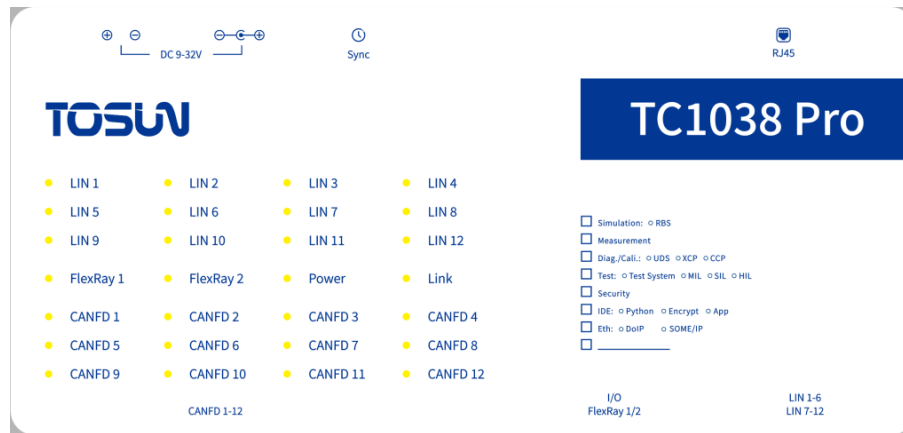 DC 9-32V
Sync
RJ45
TOSUN
TC1038 Pro
LIN 1 LIN 2 LIN 3 LIN 4
LIN 5 LIN 6 LIN 7 LIN 8
LIN 9 LIN 10 LIN 11 LIN 12
FlexRay 1 FlexRay 2 Power Link
CANFD 1 CANFD 2 CANFD 3 CANFD 4
CANFD 5 CANFD 6 CANFD 7 CANFD 8
CANFD 9 CANFD 10 CANFD 11 CANFD 12
CANFD 1-12
Simulation: RBS
Measurement
Diag./Cali.: UDS XCP CCP
Test: Test System MIL SIL HIL
Security
IDE: Python Encrypt App
Eth: DoIP SOME/IP
I/O
FlexRay 1/2
LIN 1-6
LIN 7-12